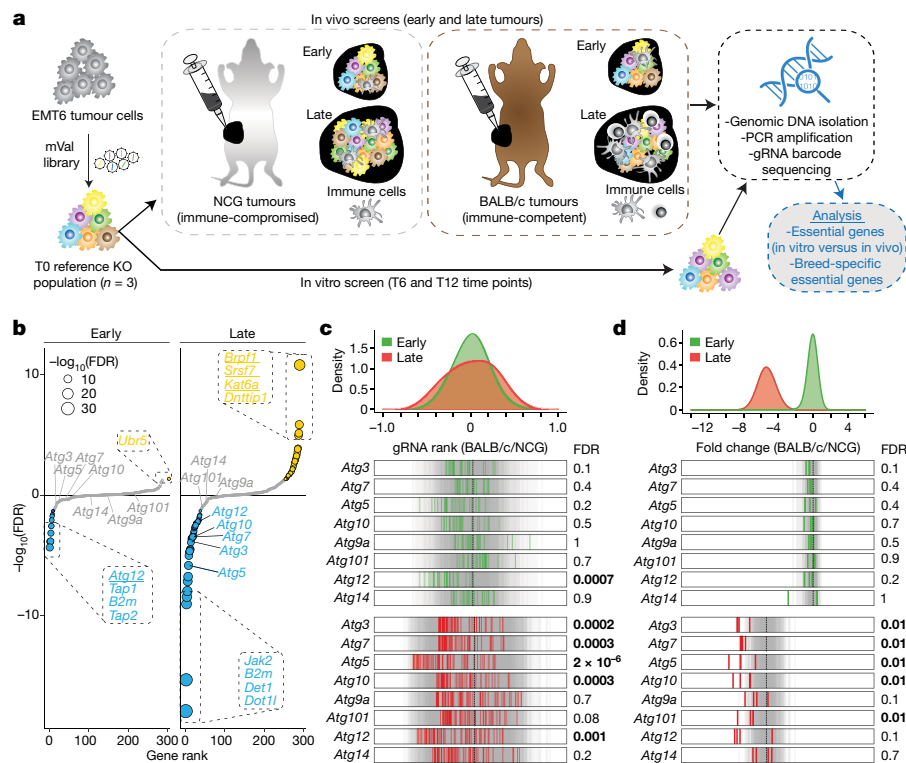 a
In vivo screens (early and late tumours)
EMT6 tumour cells
mVal
library
T0 reference KO
population (n = 3)
NCG tumours
(immune-compromised)
Early
Late
Immune cells
BALB/c tumours
(immune-competent)
Early
Late
Immune cells
In vitro screen (T6 and T12 time points)
-Genomic DNA isolation
-PCR amplification
-gRNA barcode
sequencing
Analysis
-Essential genes
(in vitro versus in vivo)
-Breed-specific
essential genes
b
Early
Late
−log10(FDR)
10
20
30
10
0
−10
−log10(FDR)
Ubr5
Atg3
Atg7
Atg5
Atg10
Atg14
Atg101
Atg9a
Atg12
Tap1
B2m
Tap2
Brpf1
Srsf7
Kat6a
Dnttip1
Atg14
Atg101
Atg9a
Atg12
Atg10
Atg7
Atg3
Atg5
Jak2
B2m
Det1
Dot1l
0 100 200 300 0 100 200 300
Gene rank
c
Early
Late
Density
1.5
1.0
0.5
0
−1.0 0 1.0
gRNA rank (BALB/c/NCG) FDR
Atg3 0.1
Atg7 0.4
Atg5 0.2
Atg10 0.5
Atg9a 1
Atg101 0.7
Atg12 0.0007
Atg14 0.9
Atg3 0.0002
Atg7 0.0003
Atg5 2 × 10−6
Atg10 0.0003
Atg9a 0.7
Atg101 0.08
Atg12 0.001
Atg14 0.2
d
Early
Late
Density
0.6
0.4
0.2
0
−12 −8 −4 0 4
Fold change (BALB/c/NCG) FDR
Atg3 0.1
Atg7 0.4
Atg5 0.4
Atg10 0.7
Atg9a 0.5
Atg101 0.9
Atg12 0.2
Atg14 1
Atg3 0.01
Atg7 0.01
Atg5 0.01
Atg10 0.01
Atg9a 0.1
Atg101 0.01
Atg12 0.1
Atg14 0.7